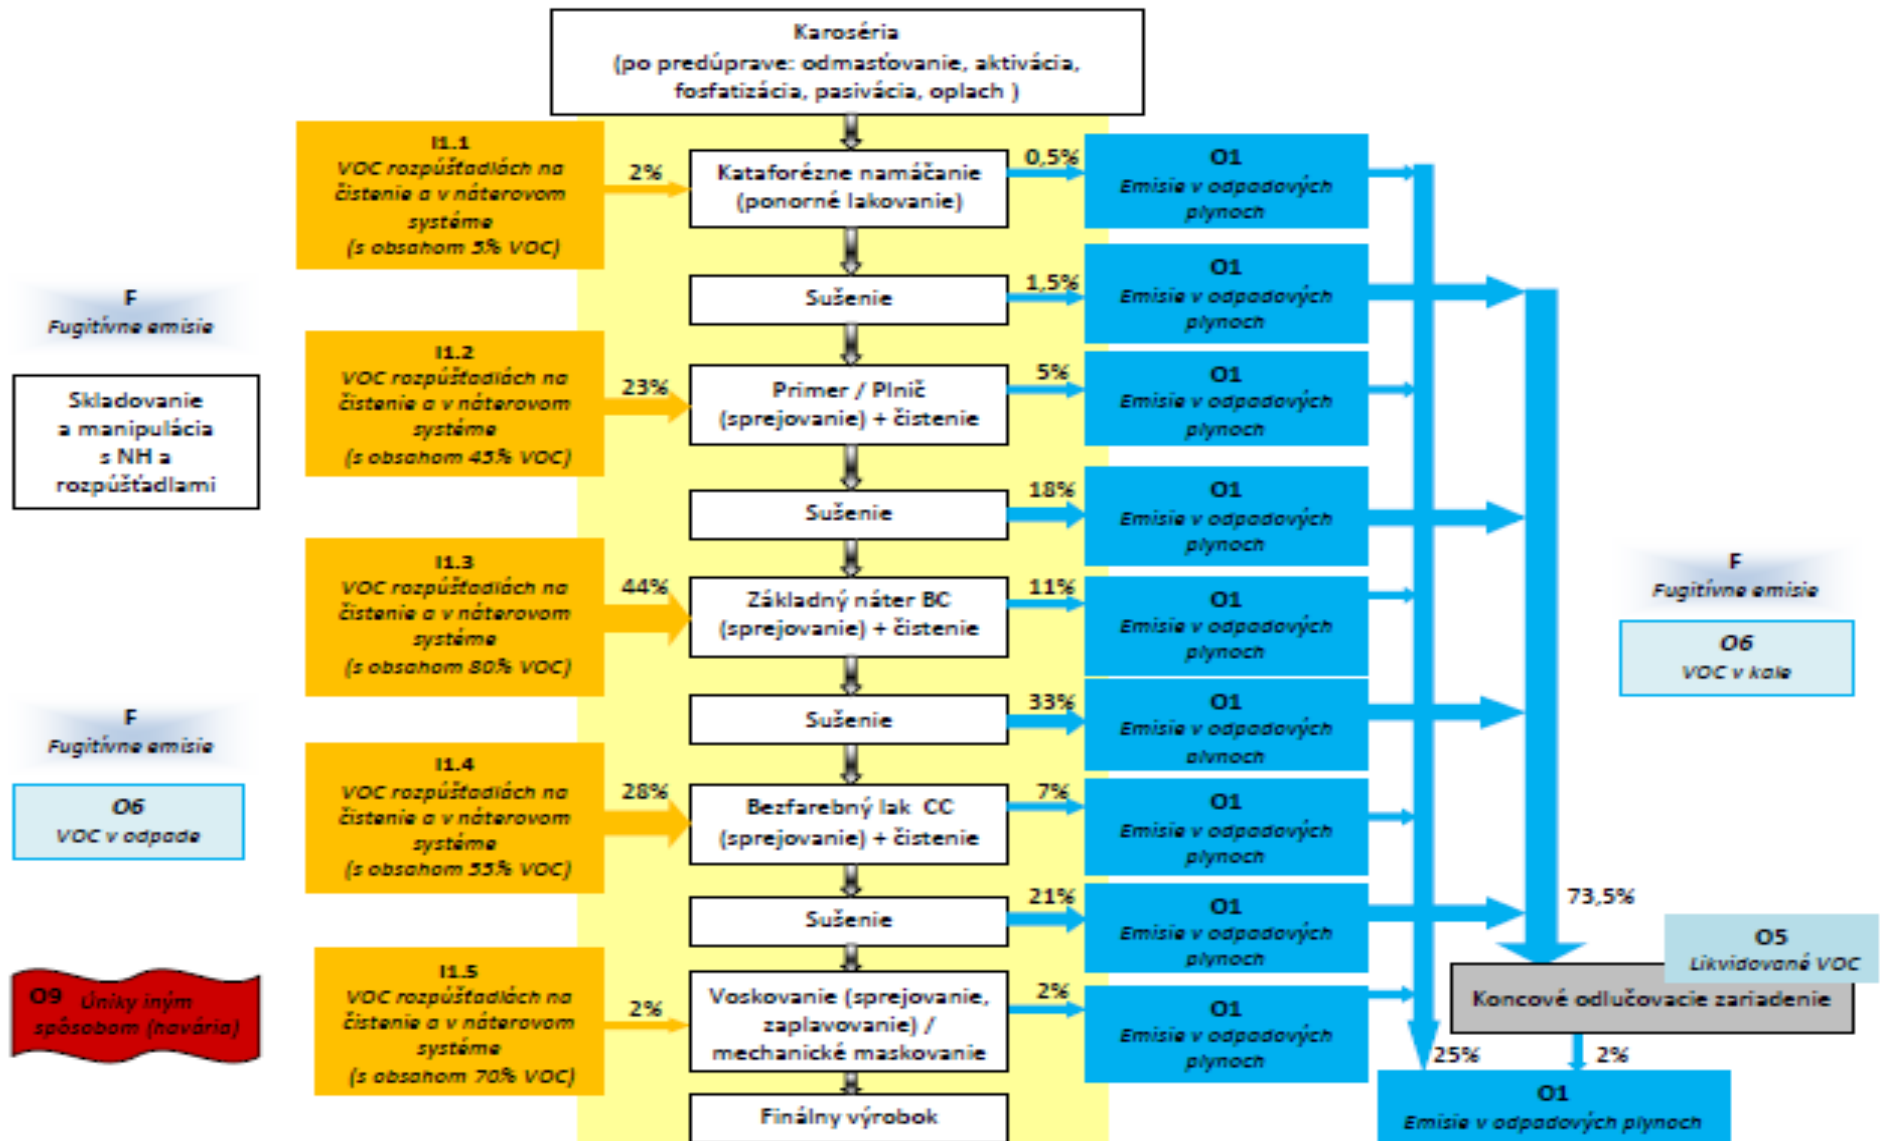 Karoséria
(po predúprave: odmasťovanie, aktivácia,
fosfatizácia, pasivácia, oplach )
I1.1
VOC rozpúšťadlách na
čistenie a v náterovom
systéme
(s obsahom 5% VOC)
2%
Kataforézne namáčanie
(ponorné lakovanie)
0,5%
O1
Emisie v odpadových
plynoch
Sušenie
1,5%
O1
Emisie v odpadových
plynoch
F
Fugitívne emisie
Skladovanie
a manipulácia
s NH a
rozpúšťadlami
I1.2
VOC rozpúšťadlách na
čistenie a v náterovom
systéme
(s obsahom 45% VOC)
23%
Primer / Plnič
(sprejovanie) + čistenie
5%
O1
Emisie v odpadových
plynoch
Sušenie
18%
O1
Emisie v odpadových
plynoch
I1.3
VOC rozpúšťadlách na
čistenie a v náterovom
systéme
(s obsahom 80% VOC)
44%
Základný náter BC
(sprejovanie) + čistenie
11%
O1
Emisie v odpadových
plynoch
F
Fugitívne emisie
O6
VOC v kale
Sušenie
33%
O1
Emisie v odpadových
plynoch
F
Fugitívne emisie
O6
VOC v odpade
I1.4
VOC rozpúšťadlách na
čistenie a v náterovom
systéme
(s obsahom 55% VOC)
28%
Bezfarebný lak CC
(sprejovanie) + čistenie
7%
O1
Emisie v odpadových
plynoch
Sušenie
21%
O1
Emisie v odpadových
plynoch
73,5%
O5
Likvidované VOC
Koncové odlučovacie zariadenie
O9 Úniky iným
spôsobom (havária)
I1.5
VOC rozpúšťadlách na
čistenie a v náterovom
systéme
(s obsahom 70% VOC)
2%
Voskovanie (sprejovanie,
zaplavovanie) /
mechanické maskovanie
2%
O1
Emisie v odpadových
plynoch
25%
2%
O1
Emisie v odpadových plynoch
Finálny výrobok